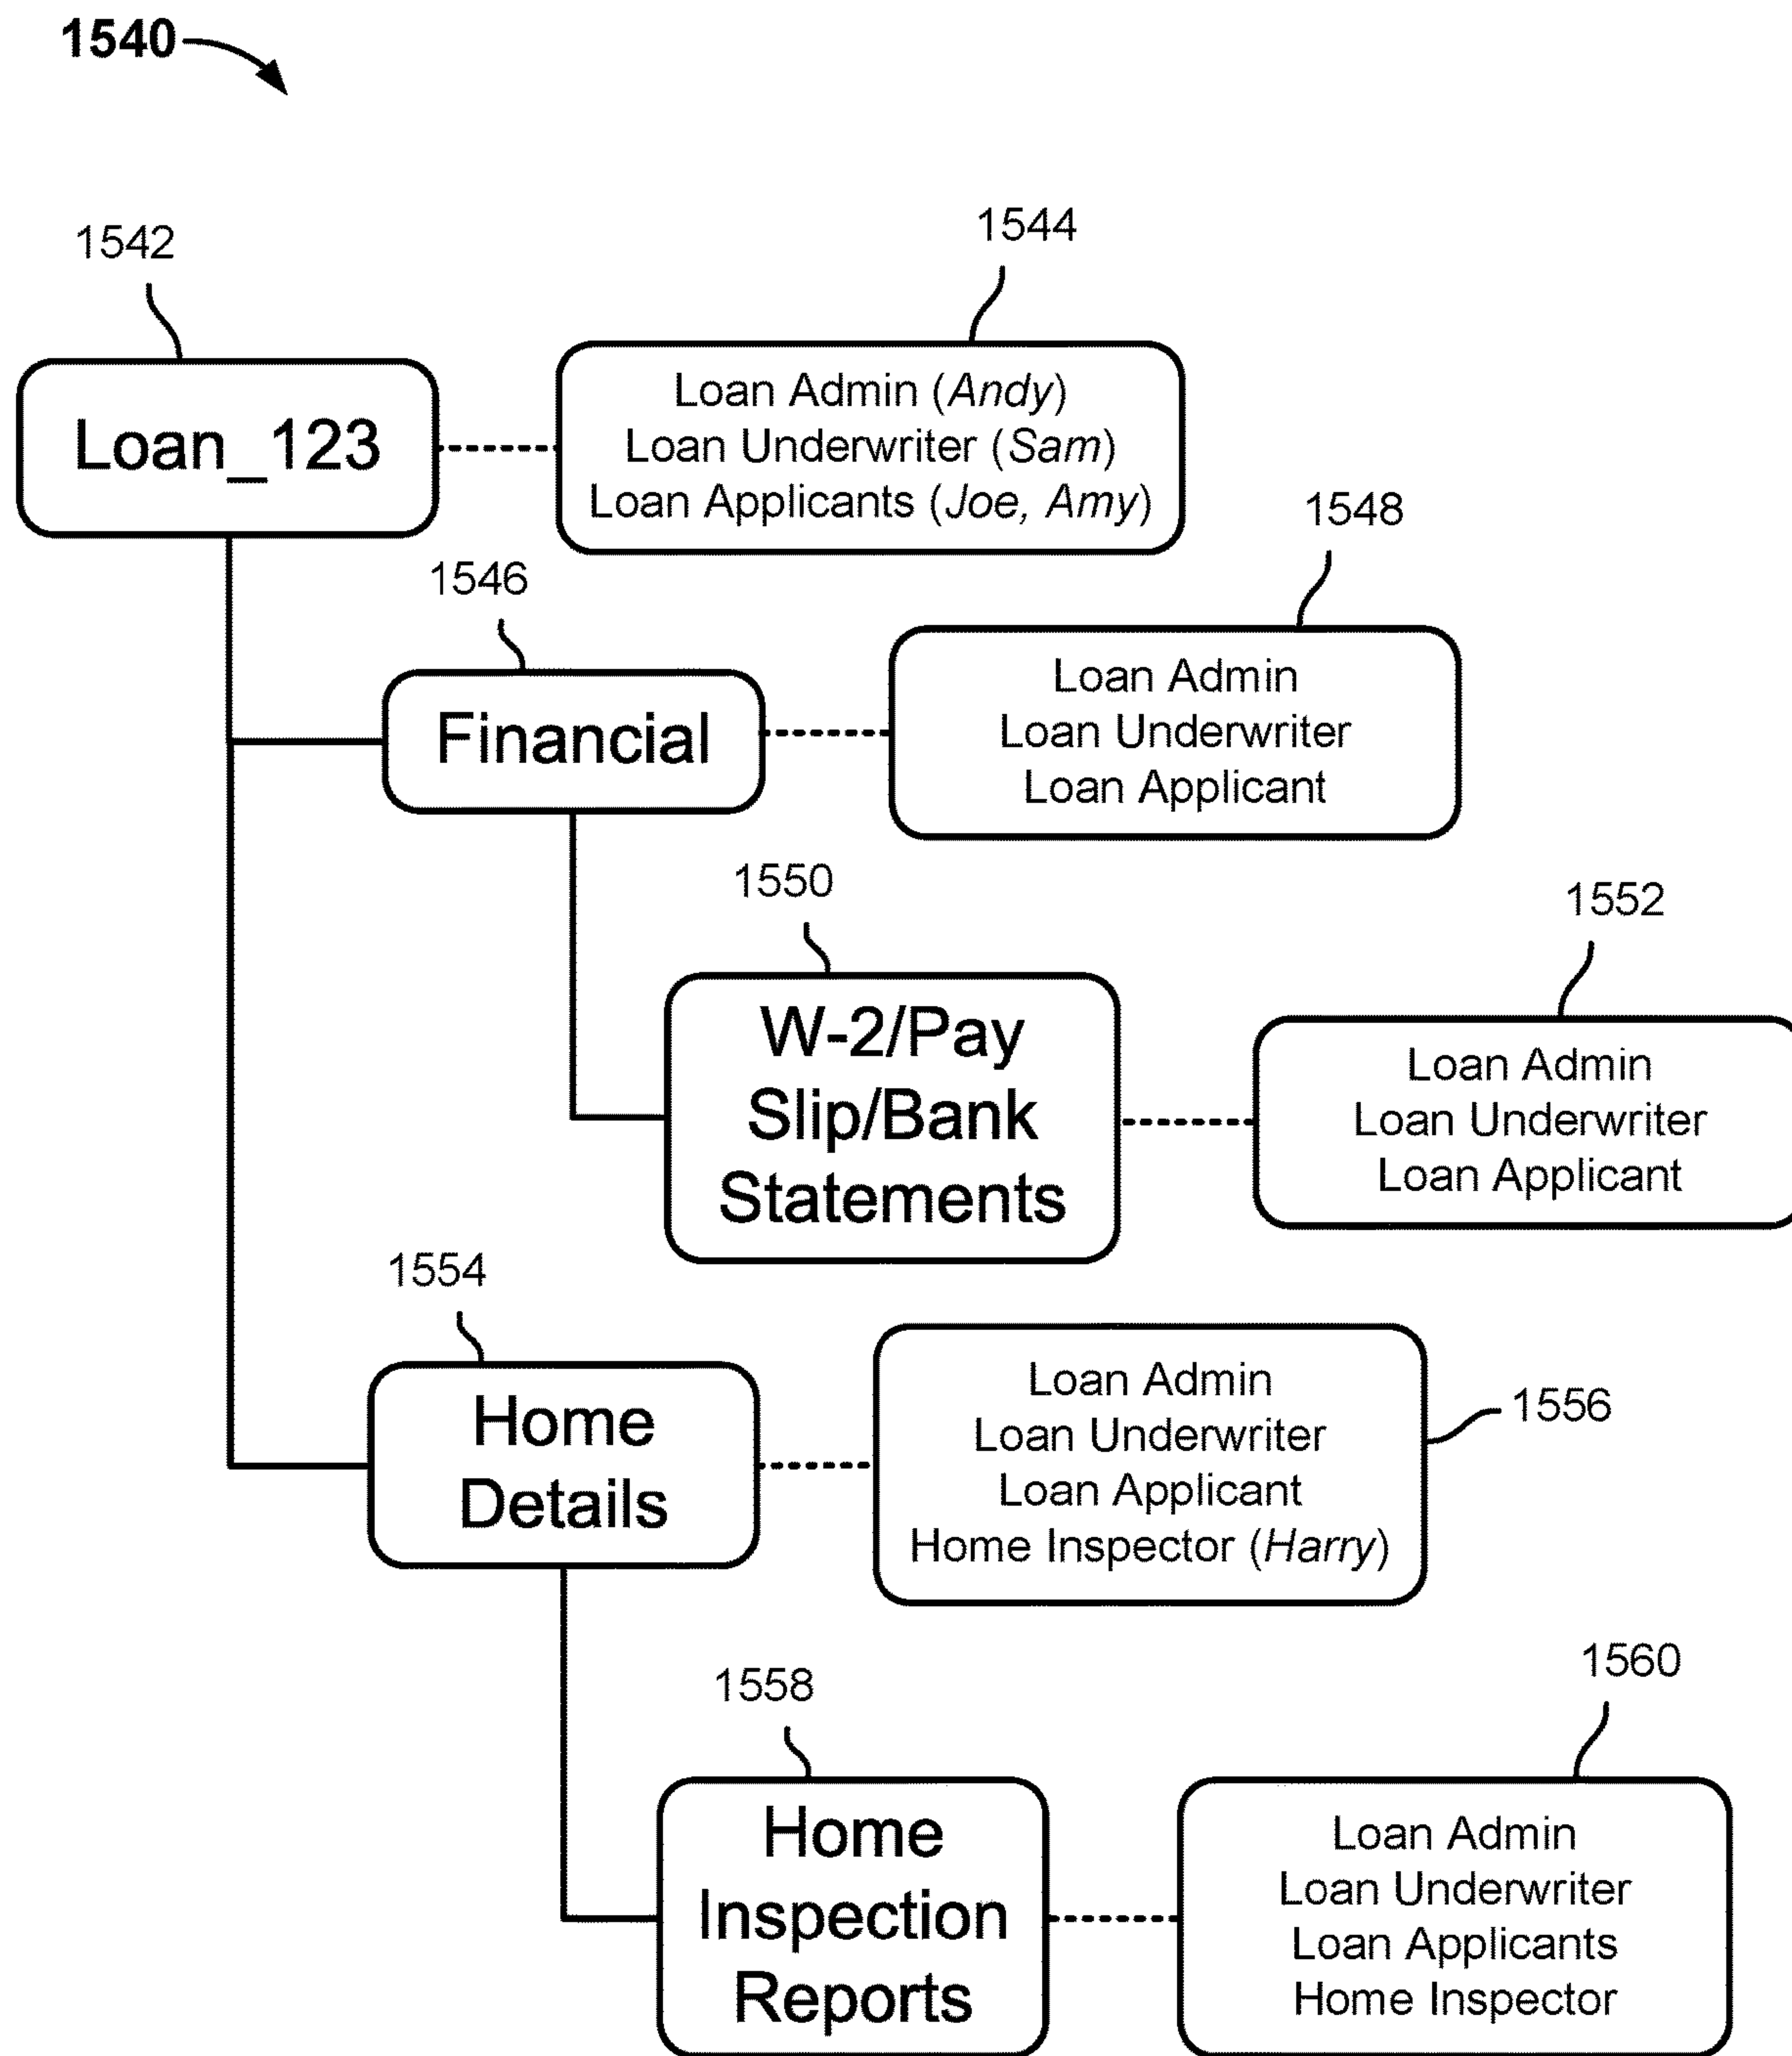 1540
1542
1544
Loan_123
Loan Admin (Andy)
Loan Underwriter (Sam)
Loan Applicants (Joe, Amy)
1546
1548
Financial
Loan Admin
Loan Underwriter
Loan Applicant
1550
1552
W-2/Pay
Slip/Bank
Statements
Loan Admin
Loan Underwriter
Loan Applicant
1554
Home
Details
Loan Admin
Loan Underwriter
Loan Applicant
Home Inspector (Harry)
1556
1558
1560
Home
Inspection
Reports
Loan Admin
Loan Underwriter
Loan Applicants
Home Inspector